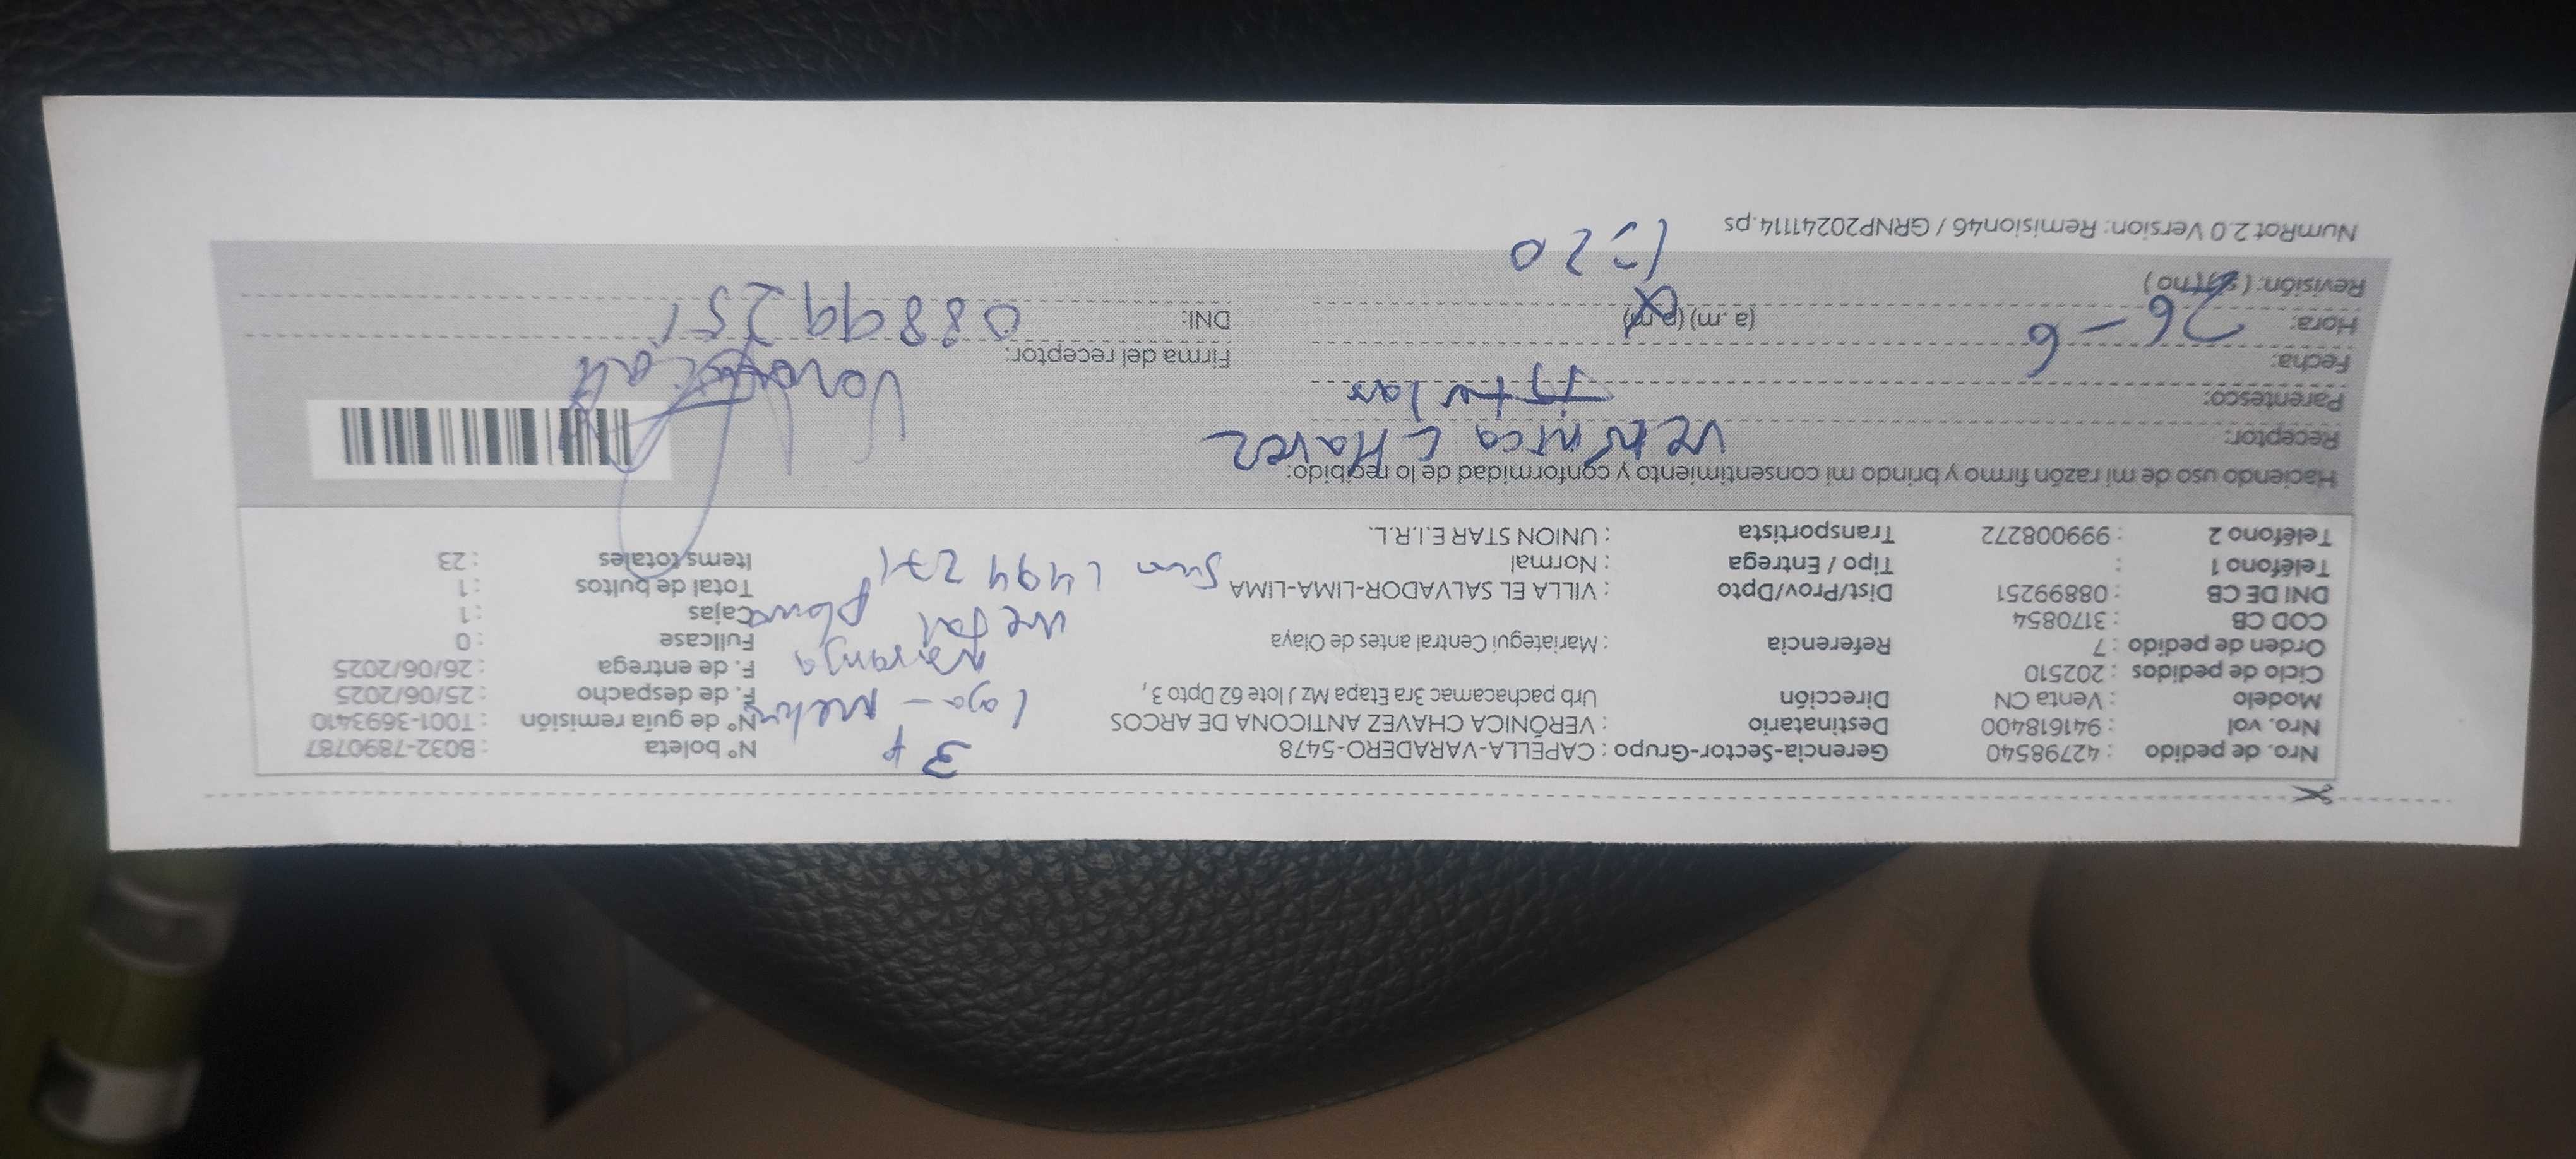 Nro. de pedido : 42798540 Gerencia-Sector-Grupo : CAPELLA-VARADERO-5478 3 P N° boleta : B032-7890787
Nro. vol : 941618400 Destinatario : VERÓNICA CHAVEZ ANTICONA DE ARCOS N° de guía remisión : T001-3693410
Modelo : Venta CN Dirección Urb pachacamac 3ra Etapa Mz J lote 62 Dpto 3, F. de despacho : 25/06/2025
Ciclo de pedidos : 202510 naranja F. de entrega : 26/06/2025
Orden de pedido : 7 Referencia : Mariategui Central antes de Olaya Fullcase : 0
COD CB : 3170854 metal Cajas : 1
DNI DE CB : 08899251 Dist/Prov/Dpto : VILLA EL SALVADOR-LIMA-LIMA Total de bultos : 1
Teléfono 1 : Tipo / Entrega : Normal Items totales : 23
Teléfono 2 : 999008272 Transportista : UNION STAR E.I.R.L.
Haciendo uso de mi razón firmo y brindo mi consentimiento y conformidad de lo recibido:
Receptor: Verónica CHavez
Parentesco: Titular
Fecha: 26-6 Firma del receptor:
Hora: (a.m) (p.m) DNI: 08899251
Revisión: ( si ) ( no ) 1:20
NumRot 2.0 Version: Remision46 / GRNP20241114.ps